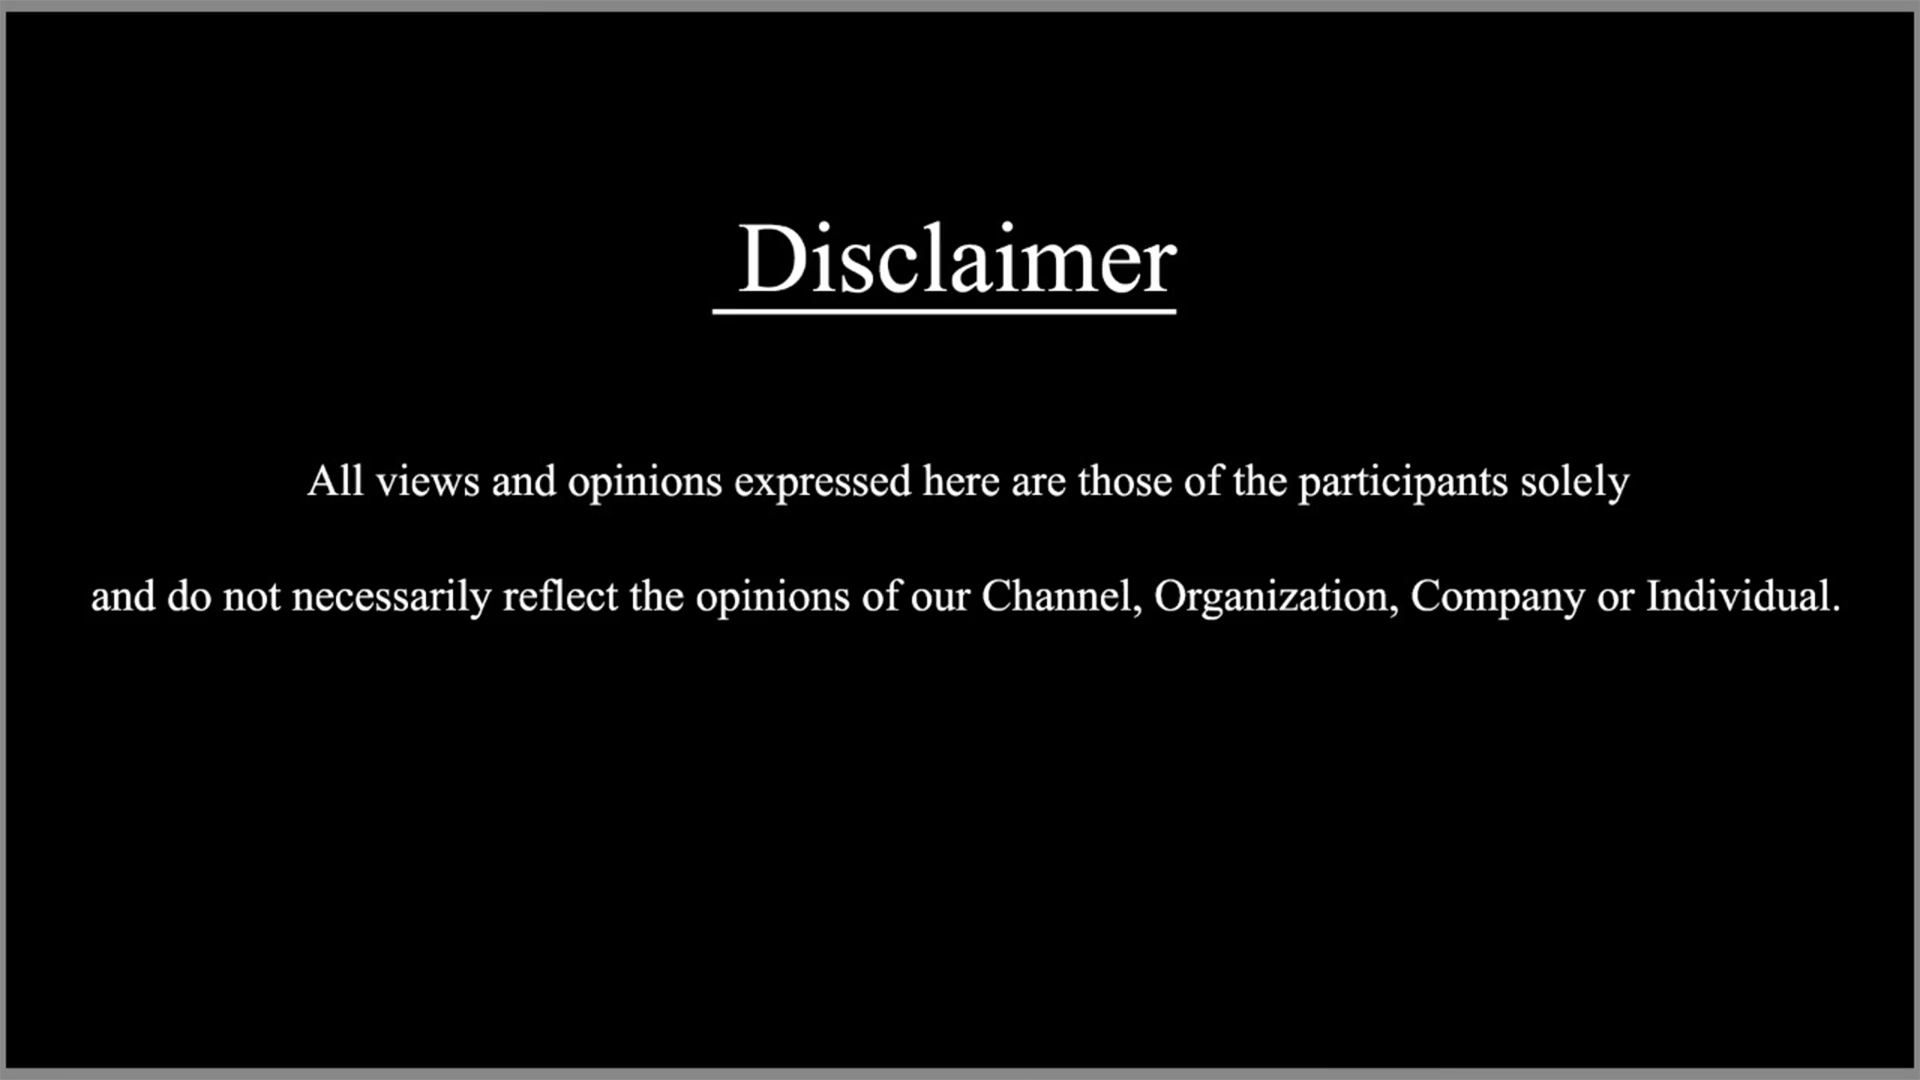 Disclaimer
All views and opinions expressed here are those of the participants solely
and do not necessarily reflect the opinions of our Channel, Organization, Company or Individual.